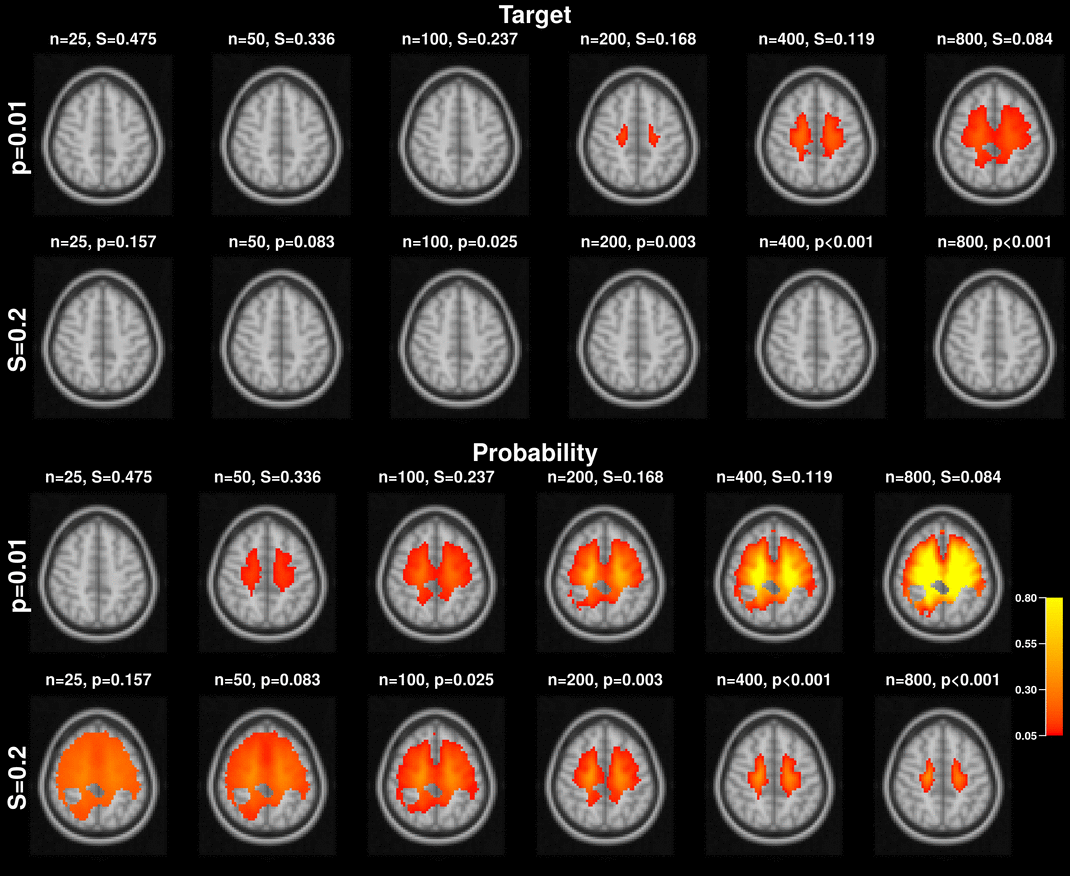 Target
n=25, S=0.475 n=50, S=0.336 n=100, S=0.237 n=200, S=0.168 n=400, S=0.119 n=800, S=0.084
p=0.01
n=25, p=0.157 n=50, p=0.083 n=100, p=0.025 n=200, p=0.003 n=400, p<0.001 n=800, p<0.001
S=0.2
Probability
n=25, S=0.475 n=50, S=0.336 n=100, S=0.237 n=200, S=0.168 n=400, S=0.119 n=800, S=0.084
p=0.01
0.80
0.55
0.30
0.05
n=25, p=0.157 n=50, p=0.083 n=100, p=0.025 n=200, p=0.003 n=400, p<0.001 n=800, p<0.001
S=0.2